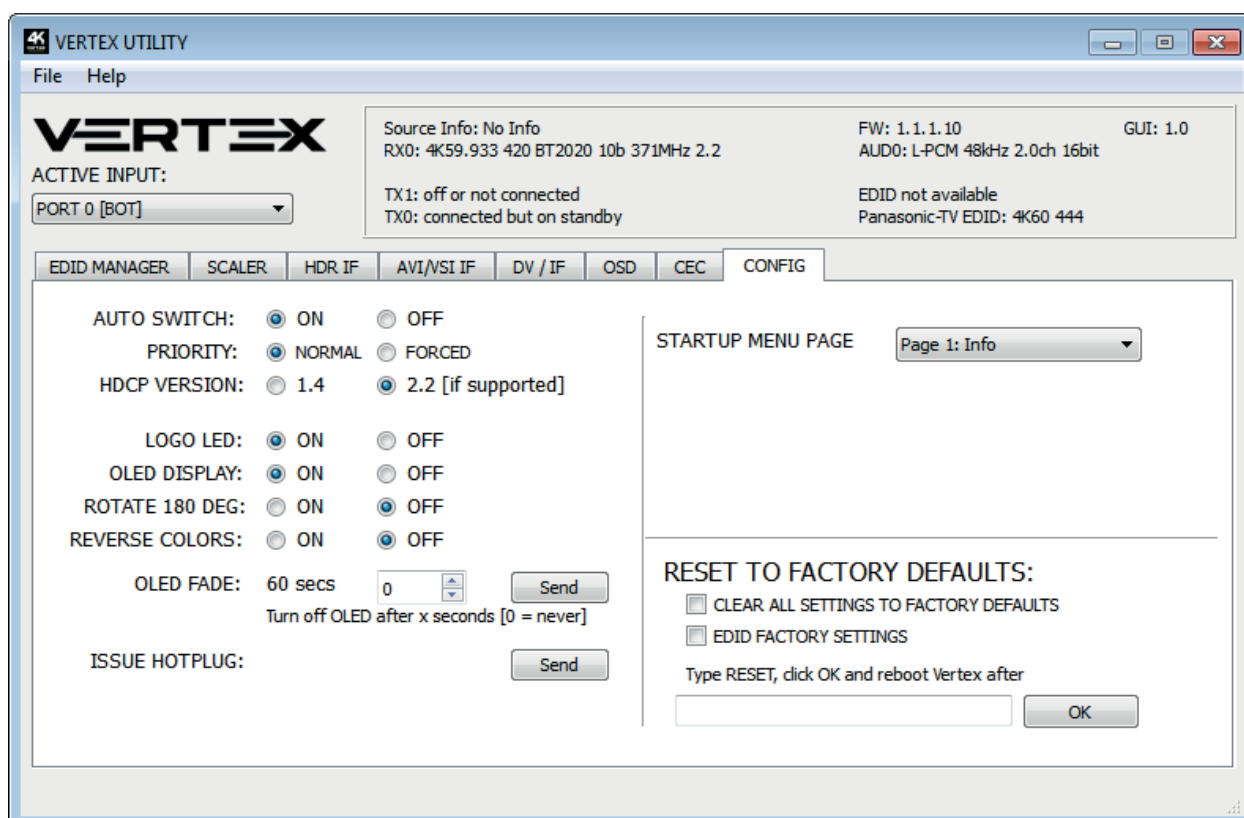 4K VERTEX UTILITY
File Help
VERTEX
ACTIVE INPUT:
PORT 0 [BOT]
Source Info: No Info
RX0: 4K59.933 420 BT2020 10b 371MHz 2.2
TX1: off or not connected
TX0: connected but on standby
FW: 1.1.1.10 GUI: 1.0
AUD0: L-PCM 48kHz 2.0ch 16bit
EDID not available
Panasonic-TV EDID: 4K60 444
EDID MANAGER SCALER HDR IF AVI/VSI IF DV / IF OSD CEC CONFIG
AUTO SWITCH: ON OFF
PRIORITY: NORMAL FORCED
HDCP VERSION: 1.4 2.2 [if supported]
LOGO LED: ON OFF
OLED DISPLAY: ON OFF
ROTATE 180 DEG: ON OFF
REVERSE COLORS: ON OFF
OLED FADE: 60 secs 0 Send
Turn off OLED after x seconds [0 = never]
ISSUE HOTPLUG: Send
STARTUP MENU PAGE Page 1: Info
RESET TO FACTORY DEFAULTS:
CLEAR ALL SETTINGS TO FACTORY DEFAULTS
EDID FACTORY SETTINGS
Type RESET, click OK and reboot Vertex after
OK